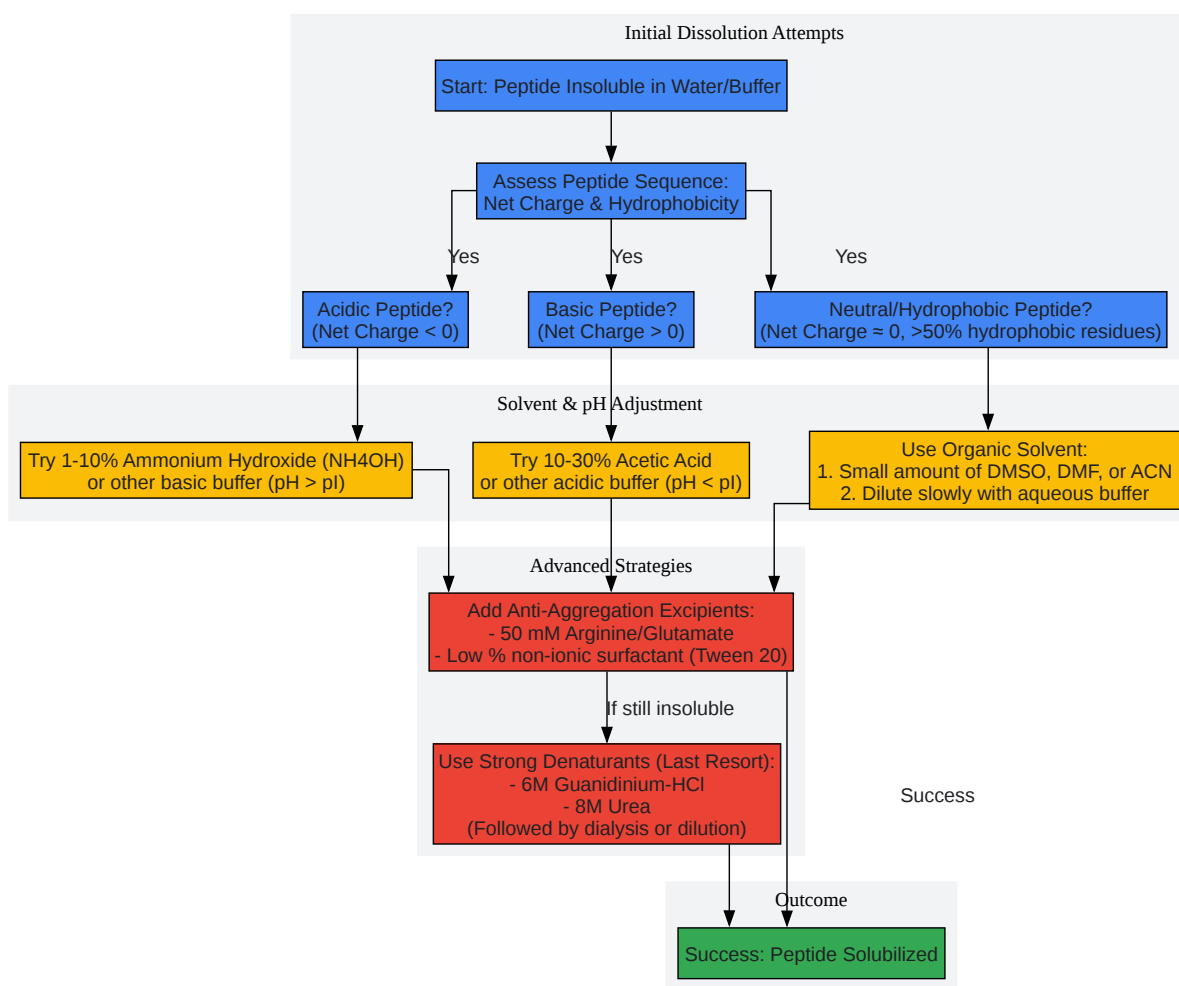 Initial Dissolution Attempts
Start: Peptide Insoluble in Water/Buffer
Assess Peptide Sequence:
Net Charge & Hydrophobicity
Yes
Yes
Yes
Acidic Peptide?
(Net Charge < 0)
Basic Peptide?
(Net Charge > 0)
Neutral/Hydrophobic Peptide?
(Net Charge ≈ 0, >50% hydrophobic residues)
Solvent & pH Adjustment
Try 1-10% Ammonium Hydroxide (NH4OH)
or other basic buffer (pH > pI)
Try 10-30% Acetic Acid
or other acidic buffer (pH < pI)
Use Organic Solvent:
1. Small amount of DMSO, DMF, or ACN
2. Dilute slowly with aqueous buffer
Advanced Strategies
Add Anti-Aggregation Excipients:
- 50 mM Arginine/Glutamate
- Low % non-ionic surfactant (Tween 20)
If still insoluble
Use Strong Denaturants (Last Resort):
- 6M Guanidinium-HCl
- 8M Urea
(Followed by dialysis or dilution)
Success
Outcome
Success: Peptide Solubilized